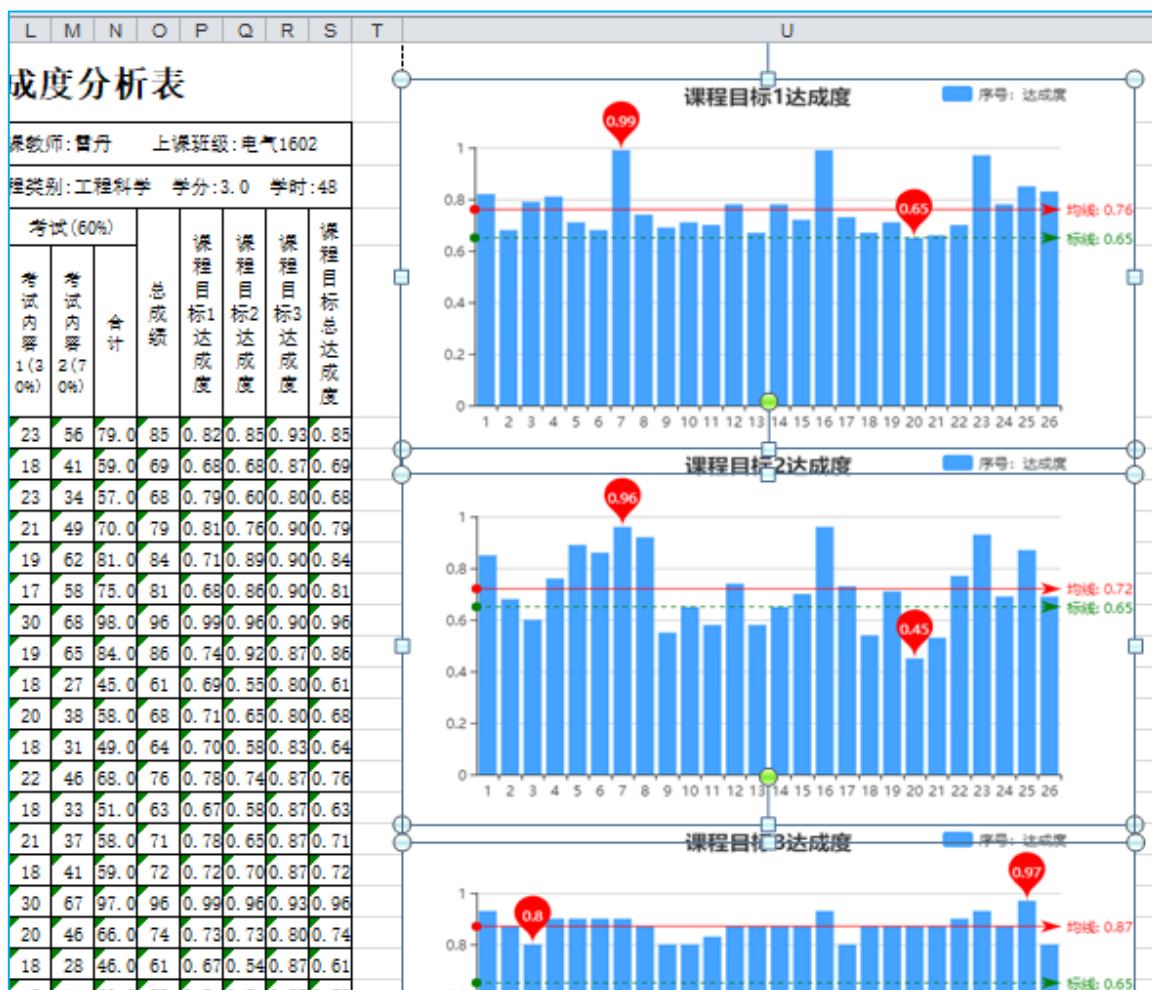 L M N O P Q R S T U
成度分析表
课教师:雷丹 上课班级:电气1602
程类别:工程科学 学分:3.0 学时:48
考试(60%)
考试内容1(30%) 考试内容2(70%) 合计 总成绩 课程目标1达成度 课程目标2达成度 课程目标3达成度 课程目标总达成度
23 56 79.0 85 0.82 0.85 0.93 0.85
18 41 59.0 69 0.68 0.68 0.87 0.69
23 34 57.0 68 0.79 0.60 0.80 0.68
21 49 70.0 79 0.81 0.76 0.90 0.79
19 62 81.0 84 0.71 0.89 0.90 0.84
17 58 75.0 81 0.68 0.86 0.90 0.81
30 68 98.0 96 0.99 0.96 0.90 0.96
19 65 84.0 86 0.74 0.92 0.87 0.86
18 27 45.0 61 0.69 0.55 0.80 0.61
20 38 58.0 68 0.71 0.65 0.80 0.68
18 31 49.0 64 0.70 0.58 0.83 0.64
22 46 68.0 76 0.78 0.74 0.87 0.76
18 33 51.0 63 0.67 0.58 0.87 0.63
21 37 58.0 71 0.78 0.65 0.87 0.71
18 41 59.0 72 0.72 0.70 0.87 0.72
30 67 97.0 96 0.99 0.96 0.93 0.96
20 46 66.0 74 0.73 0.73 0.80 0.74
18 28 46.0 61 0.67 0.54 0.87 0.61
课程目标1达成度 序号: 达成度
0.99
1
0.8
0.65
均线: 0.76
标线: 0.65
0.6
0.4
0.2
0
1 2 3 4 5 6 7 8 9 10 11 12 13 14 15 16 17 18 19 20 21 22 23 24 25 26
课程目标2达成度 序号: 达成度
0.96
1
0.8
均线: 0.72
标线: 0.65
0.6
0.45
0.4
0.2
0
1 2 3 4 5 6 7 8 9 10 11 12 13 14 15 16 17 18 19 20 21 22 23 24 25 26
课程目标3达成度 序号: 达成度
0.97
1
0.8
均线: 0.87
0.8
标线: 0.65